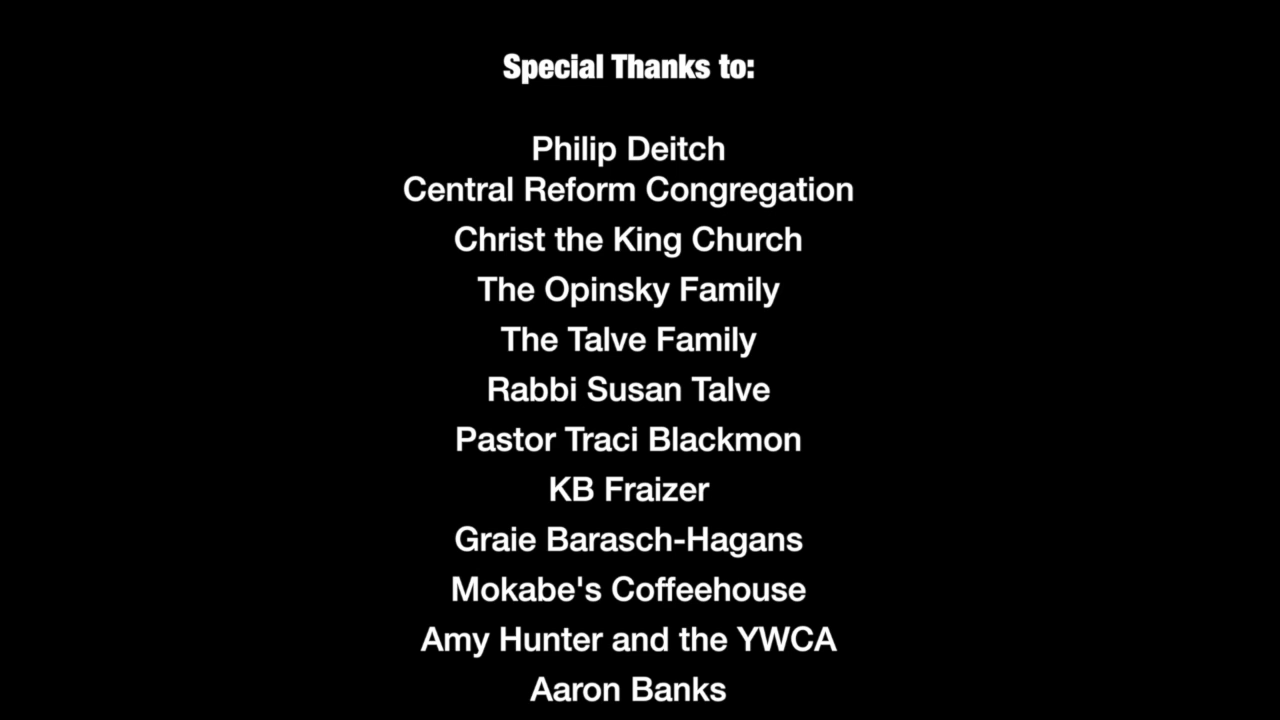 Special Thanks to:
Philip Deitch
Central Reform Congregation
Christ the King Church
The Opinsky Family
The Talve Family
Rabbi Susan Talve
Pastor Traci Blackmon
KB Fraizer
Graie Barasch-Hagans
Mokabe's Coffeehouse
Amy Hunter and the YWCA
Aaron Banks